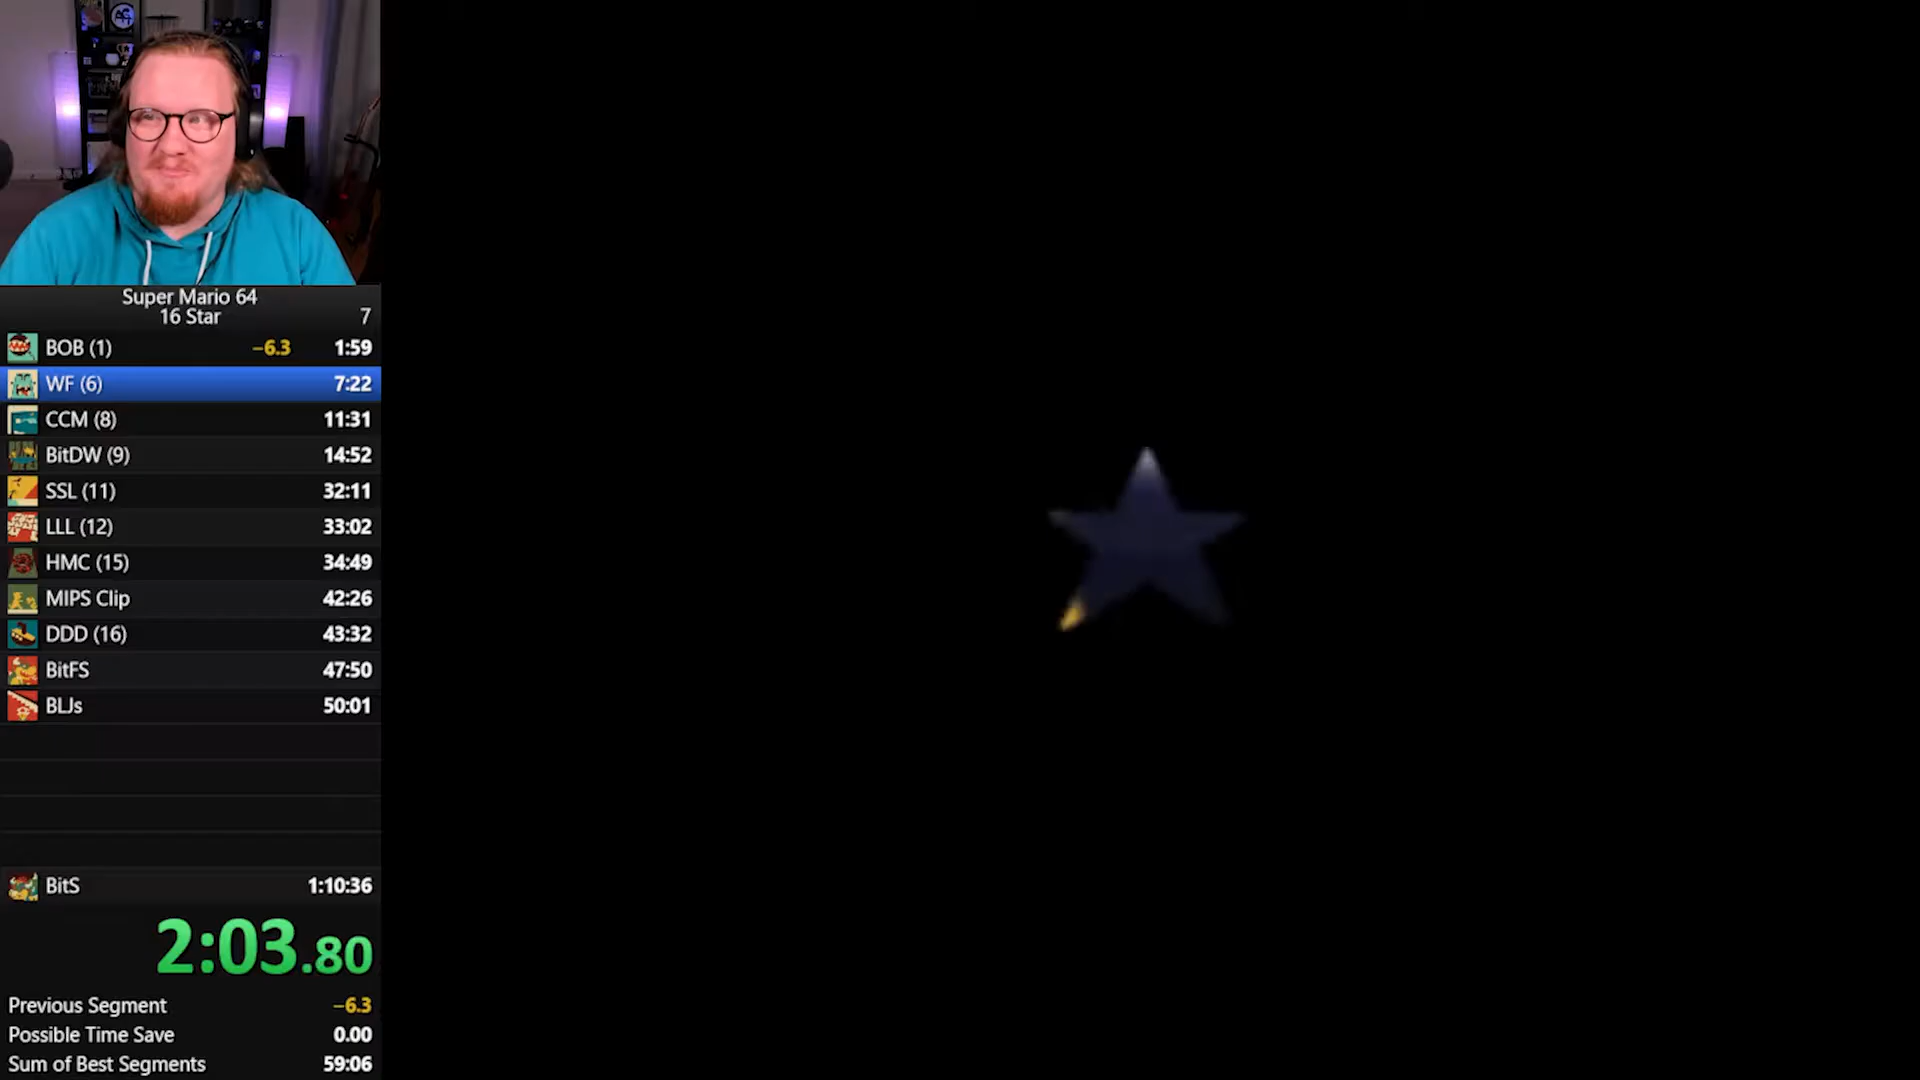 Super Mario 64
16 Star 7
BOB (1) −6.3 1:59
WF (6) 7:22
CCM (8) 11:31
BitDW (9) 14:52
SSL (11) 32:11
LLL (12) 33:02
HMC (15) 34:49
MIPS Clip 42:26
DDD (16) 43:32
BitFS 47:50
BLJs 50:01
BitS 1:10:36
2:03.80
Previous Segment −6.3
Possible Time Save 0.00
Sum of Best Segments 59:06